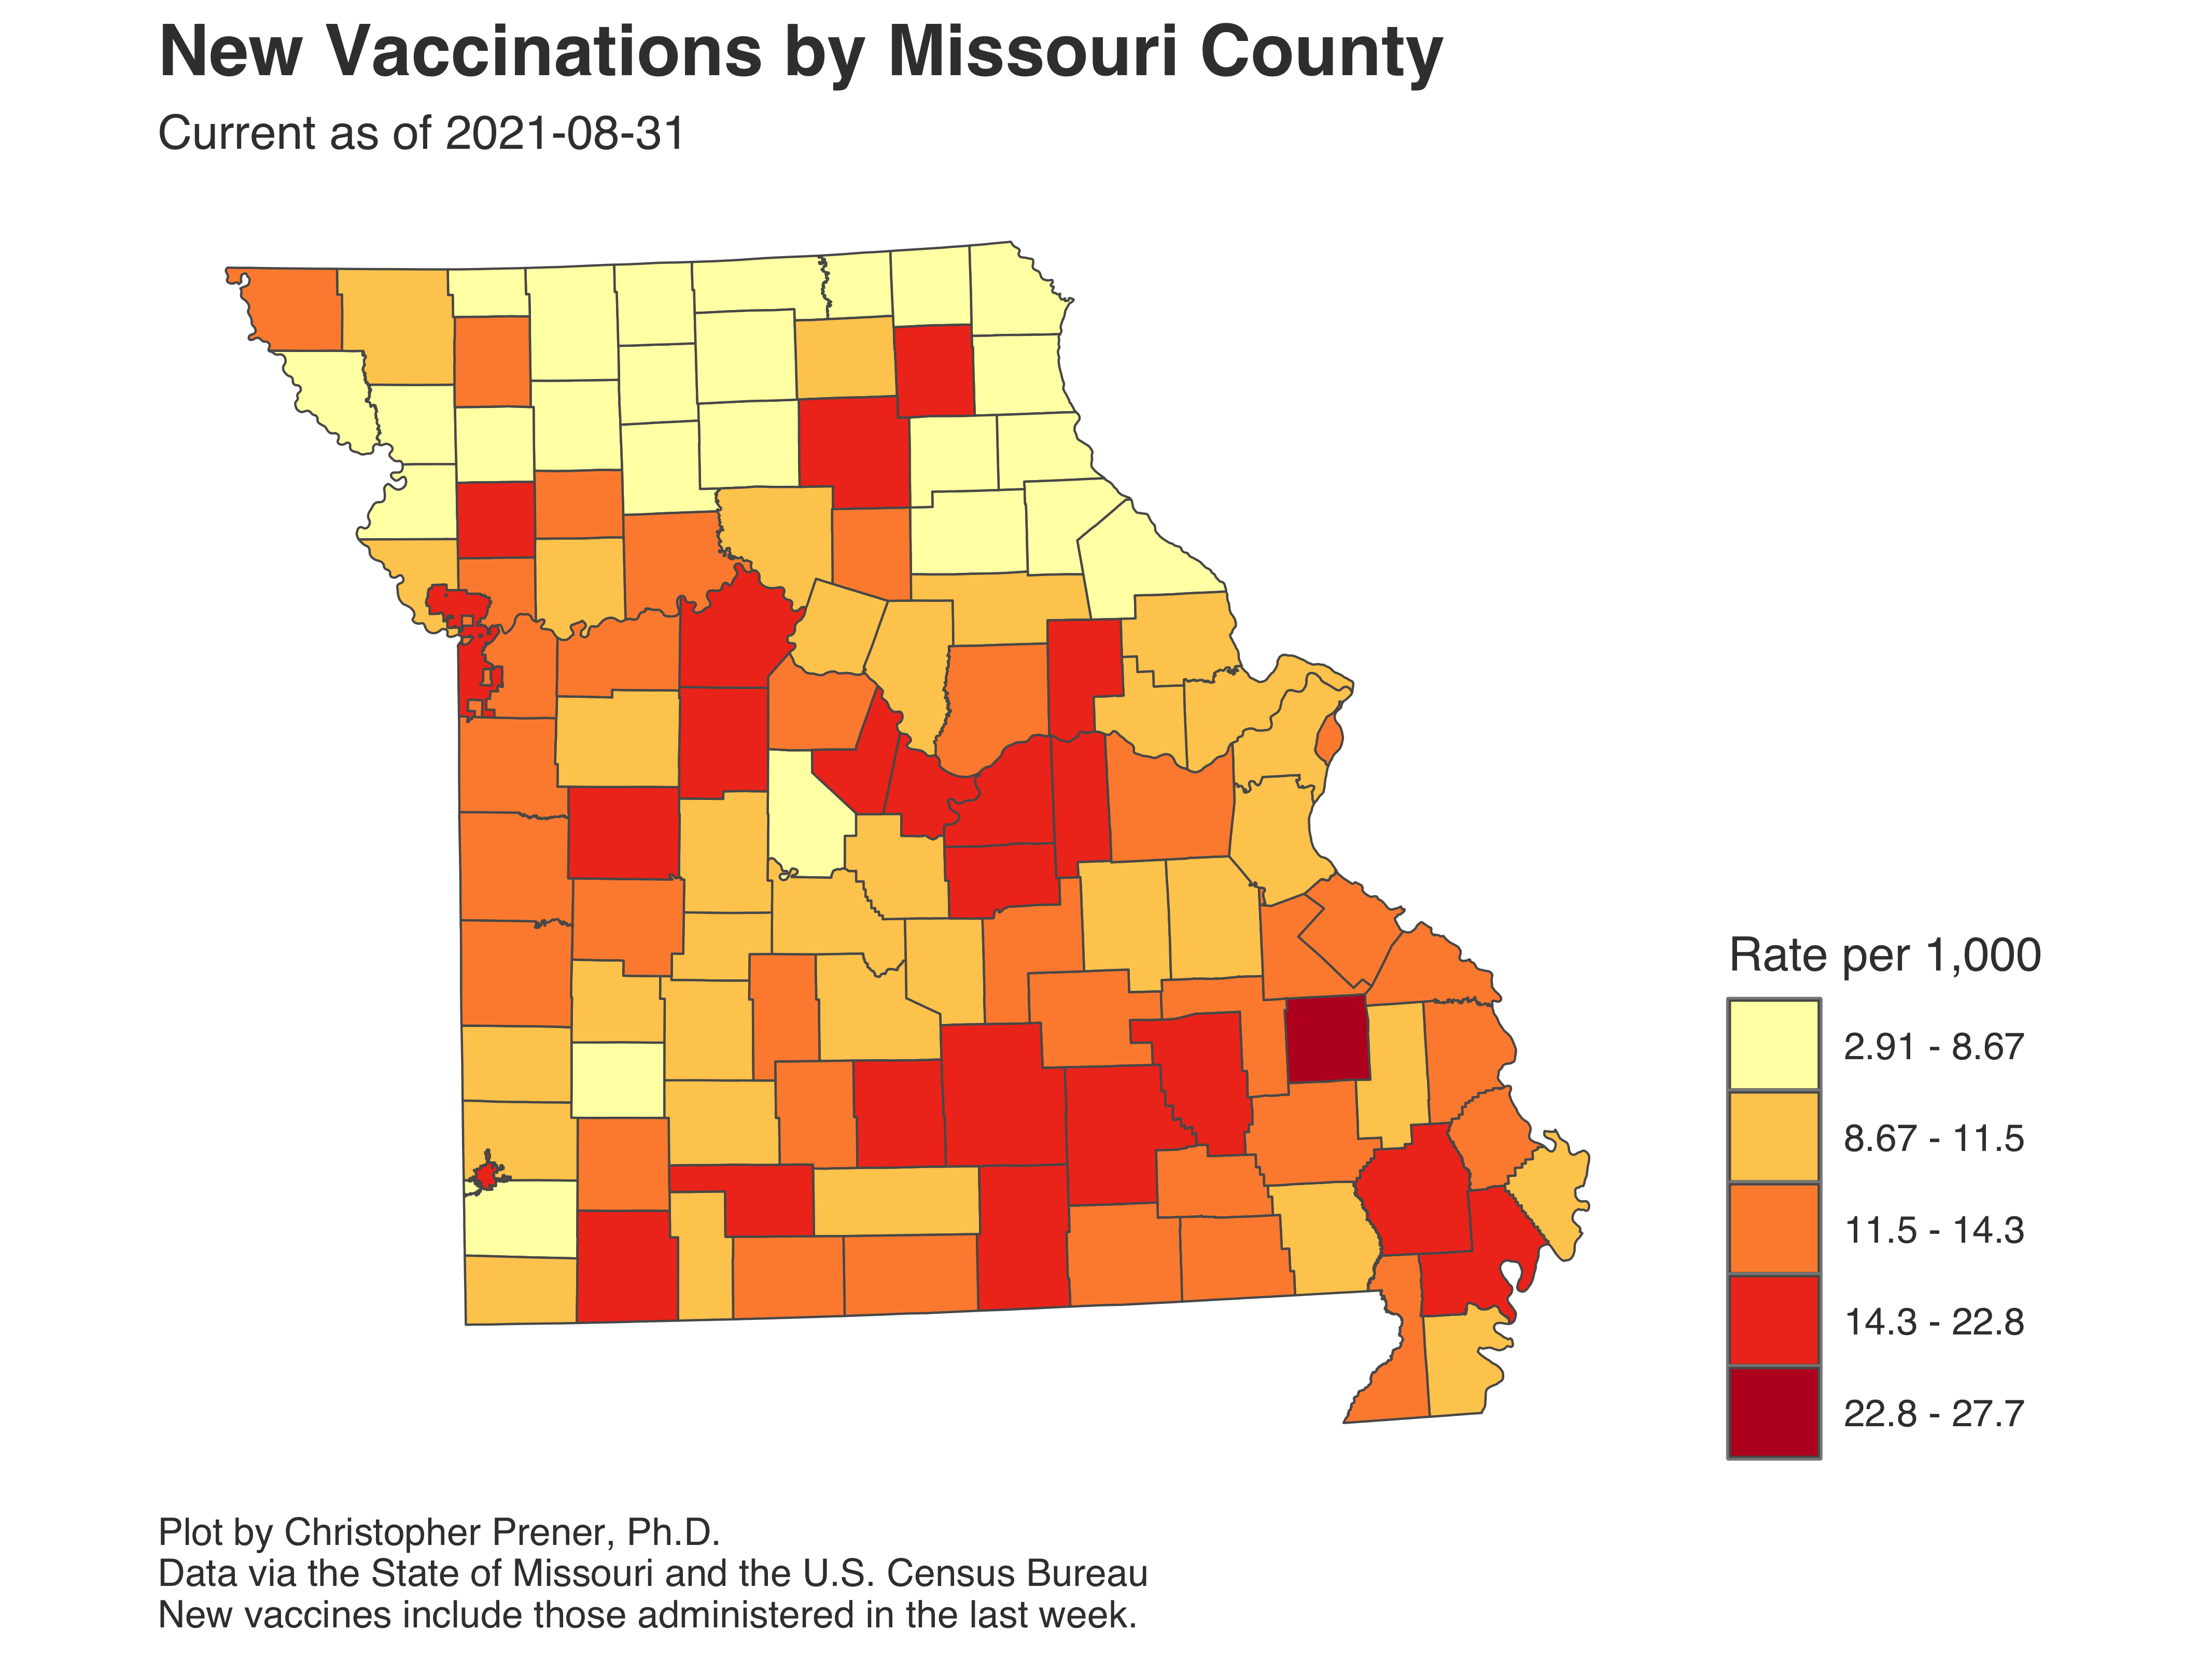 New Vaccinations by Missouri County
Current as of 2021-08-31
Rate per 1,000
2.91 - 8.67
8.67 - 11.5
11.5 - 14.3
14.3 - 22.8
22.8 - 27.7
Plot by Christopher Prener, Ph.D.
Data via the State of Missouri and the U.S. Census Bureau
New vaccines include those administered in the last week.